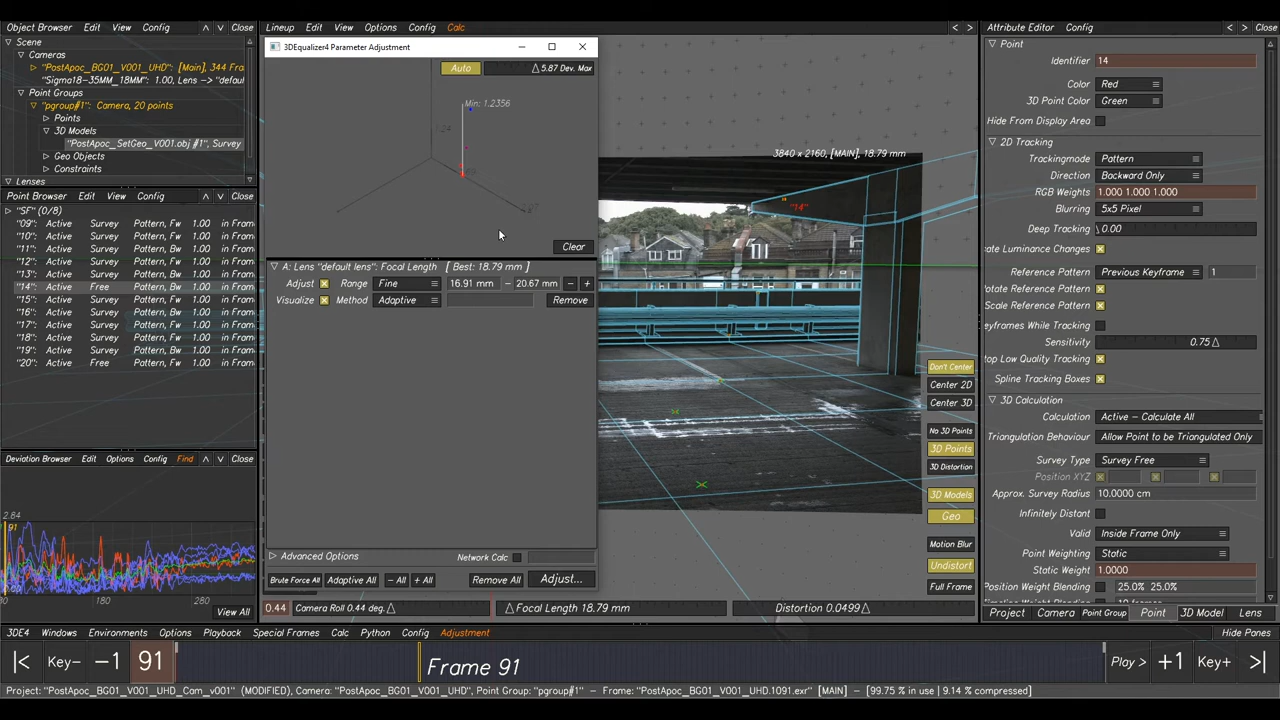 Object Browser Edit View Config Close
Scene
Cameras
"PostApoc_BG01_V001_UHD" [Main], 344 Fram
"Sigma18-35MM_18MM": 1.00, Lens -> "defaul
Point Groups
"pgroup#1": Camera, 20 points
Points
3D Models
"PostApoc_SetGeo_V001.obj #1", Survey
Geo Objects
Constraints
Lenses
Point Browser Edit View Config Close
"SF" (0/8)
"09": Active Survey Pattern, Fw 1.00 in Fram
"10": Active Survey Pattern, Fw 1.00 in Fram
"11": Active Survey Pattern, Fw 1.00 in Fram
"12": Active Survey Pattern, Fw 1.00 in Fram
"13": Active Survey Pattern, Fw 1.00 in Fram
"14": Active Free Pattern, Bw 1.00 in Fram
"15": Active Survey Pattern, Fw 1.00 in Fram
"16": Active Survey Pattern, Fw 1.00 in Fram
"17": Active Survey Pattern, Fw 1.00 in Fram
"18": Active Survey Pattern, Fw 1.00 in Fram
"19": Active Survey Pattern, Bw 1.00 in Fram
"20": Active Free Pattern, Fw 1.00 in Fram
Deviation Browser Edit Options Config Find Close
2.84
91
180 280
View All
Lineup Edit View Options Config Calc
3DEqualizer4 Parameter Adjustment
Auto 5.87 Dev. Max
Min: 1.2356
Clear
A: Lens "default lens": Focal Length [ Best: 18.79 mm ]
Adjust Range Fine 16.91 mm – 20.67 mm – +
Visualize Method Adaptive Remove
Advanced Options Network Calc
Brute Force All Adaptive All – All + All Remove All Adjust...
3840 x 2160, [MAIN], 18.79 mm
"14"
Don't Center
Center 2D
Center 3D
No 3D Points
3D Points
3D Distortion
3D Models
Geo
Motion Blur
Undistort
Full Frame
0.44 Camera Roll 0.44 deg. Focal Length 18.79 mm Distortion 0.0499
Attribute Editor Config Close
Point
Identifier 14
Color Red
3D Point Color Green
Hide From Display Area
2D Tracking
Trackingmode Pattern
Direction Backward Only
RGB Weights 1.000 1.000 1.000
Blurring 5x5 Pixel
Deep Tracking 0.00
cate Luminance Changes
Reference Pattern Previous Keyframe 1
Rotate Reference Pattern
Scale Reference Pattern
Keyframes While Tracking
Sensitivity 0.75
top Low Quality Tracking
Spline Tracking Boxes
3D Calculation
Calculation Active – Calculate All
Triangulation Behaviour Allow Point to be Triangulated Only
Survey Type Survey Free
Position XYZ
Approx. Survey Radius 10.0000 cm
Infinitely Distant
Valid Inside Frame Only
Point Weighting Static
Static Weight 1.0000
Position Weight Blending 25.0% 25.0%
Project Camera Point Group Point 3D Model Lens
3DE4 Windows Environments Options Playback Special Frames Calc Python Config Adjustment Hide Panes
|< Key– –1 91 Frame 91 Play > +1 Key+ >|
Project: "PostApoc_BG01_V001_UHD_Cam_v001" (MODIFIED), Camera: "PostApoc_BG01_V001_UHD", Point Group: "pgroup#1" – Frame: "PostApoc_BG01_V001_UHD.1091.exr" [MAIN] – [99.75 % in use | 9.14 % compressed]